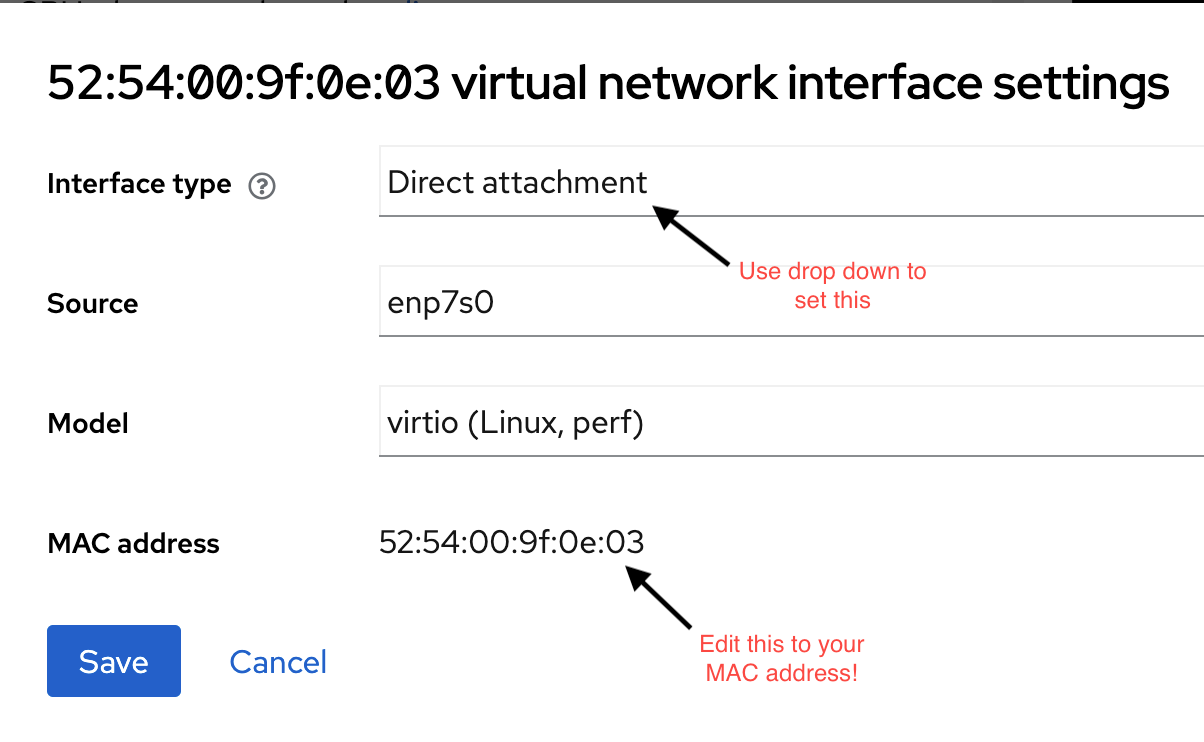 52:54:00:9f:0e:03 virtual network interface settings
Interface type
Direct attachment
Use drop down to
set this
Source
enp7s0
Model
virtio (Linux, perf)
MAC address
52:54:00:9f:0e:03
Edit this to your
MAC address!
Save
Cancel